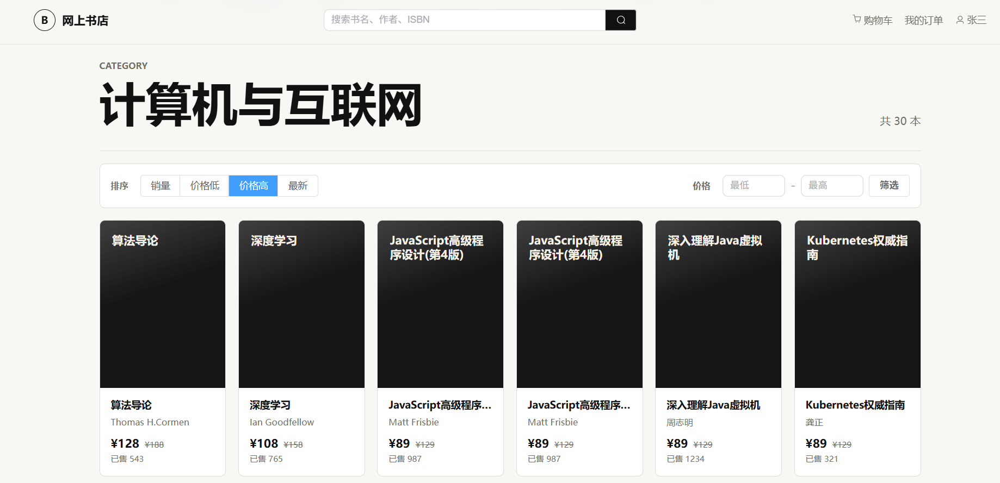 B 网上书店
搜索书名、作者、ISBN
购物车 我的订单 张三
CATEGORY
计算机与互联网
共 30 本
排序 销量 价格低 价格高 最新
价格 最低 - 最高 筛选
算法导论
深度学习
JavaScript高级程
序设计(第4版)
JavaScript高级程
序设计(第4版)
深入理解Java虚拟
机
Kubernetes权威指
南
算法导论
Thomas H.Cormen
¥128 ¥188
已售 543
深度学习
Ian Goodfellow
¥108 ¥158
已售 765
JavaScript高级程序...
Matt Frisbie
¥89 ¥129
已售 987
JavaScript高级程序...
Matt Frisbie
¥89 ¥129
已售 987
深入理解Java虚拟机
周志明
¥89 ¥129
已售 1234
Kubernetes权威指南
龚正
¥89 ¥129
已售 321